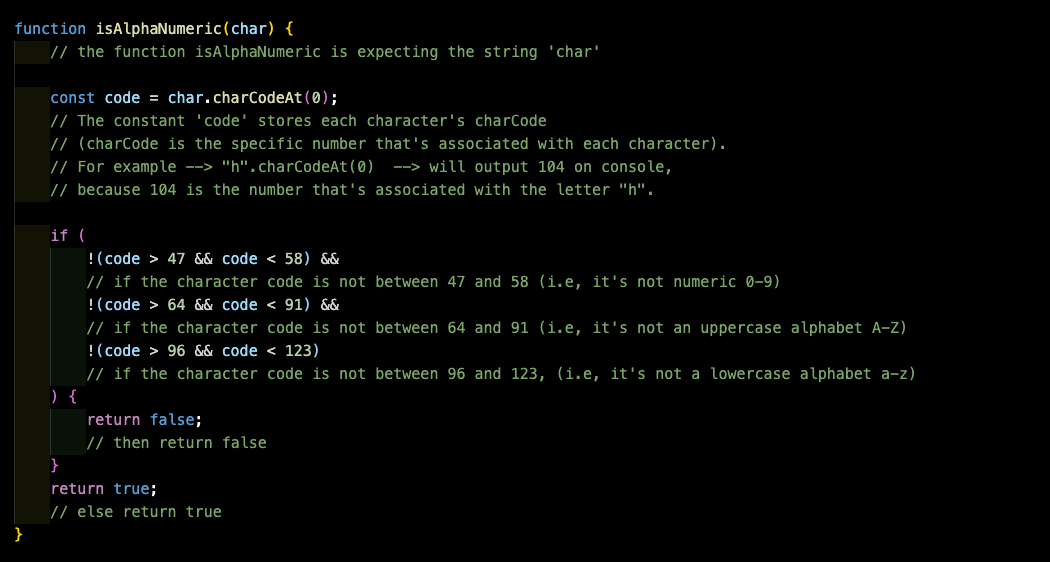 function isAlphaNumeric(char) {
// the function isAlphaNumeric is expecting the string 'char'
const code = char.charCodeAt(0);
// The constant 'code' stores each character's charCode
// (charCode is the specific number that's associated with each character).
// For example --> "h".charCodeAt(0)  --> will output 104 on console,
// because 104 is the number that's associated with the letter "h".
if (
!(code > 47 && code < 58) &&
// if the character code is not between 47 and 58 (i.e, it's not numeric 0-9)
!(code > 64 && code < 91) &&
// if the character code is not between 64 and 91 (i.e, it's not an uppercase alphabet A-Z)
!(code > 96 && code < 123)
// if the character code is not between 96 and 123, (i.e, it's not a lowercase alphabet a-z)
) {
return false;
// then return false
}
return true;
// else return true
}